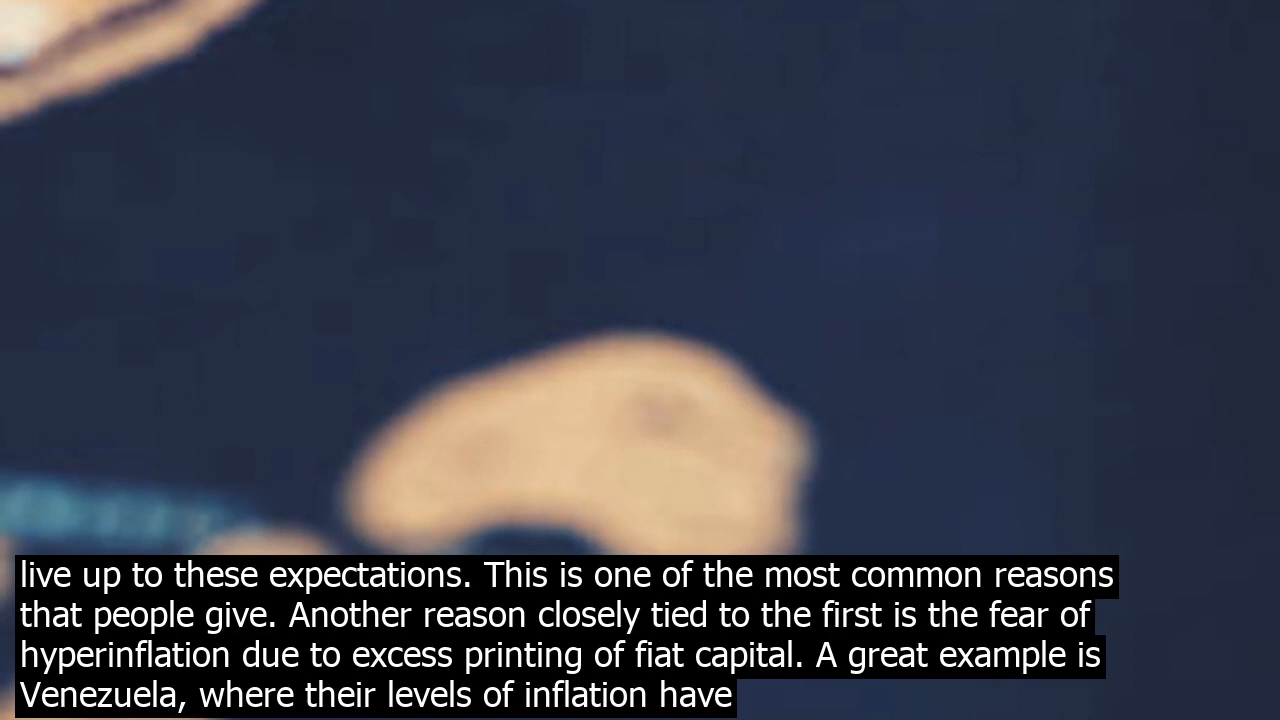 live up to these expectations. This is one of the most common reasons
that people give. Another reason closely tied to the first is the fear of
hyperinflation due to excess printing of fiat capital. A great example is
Venezuela, where their levels of inflation have